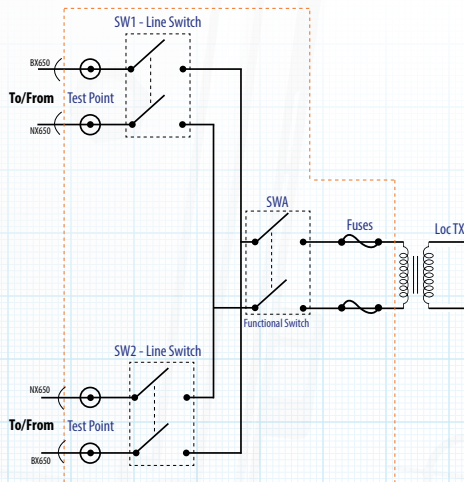 SW1 - Line Switch
BX650
To/From Test Point
NX650
SWA
Fuses
Loc TX
Functional Switch
SW2 - Line Switch
NX650
To/From Test Point
BX650